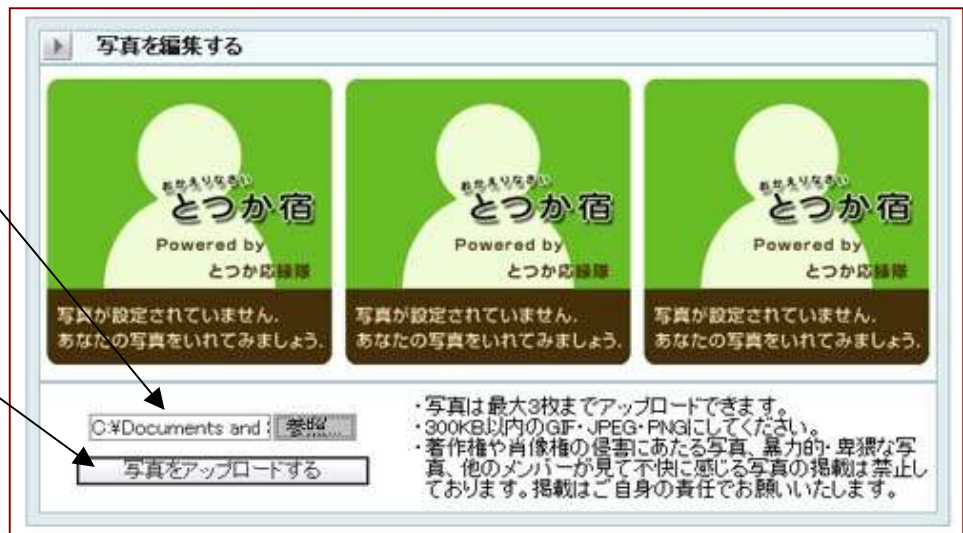 写真を編集する
おかえりなさい
とつか宿
Powered by
とつか応縁隊
写真が設定されていません.
あなたの写真をいれてみましょう.
おかえりなさい
とつか宿
Powered by
とつか応縁隊
写真が設定されていません.
あなたの写真をいれてみましょう.
おかえりなさい
とつか宿
Powered by
とつか応縁隊
写真が設定されていません.
あなたの写真をいれてみましょう.
C:¥Documents and
参照...
写真をアップロードする
・写真は最大3枚までアップロードできます。
・300KB以内のGIF・JPEG・PNGにしてください。
・著作権や肖像権の侵害にあたる写真、暴力的・卑猥な写
真、他のメンバーが見て不快に感じる写真の掲載は禁止し
ております。掲載はご自身の責任でお願いいたします。